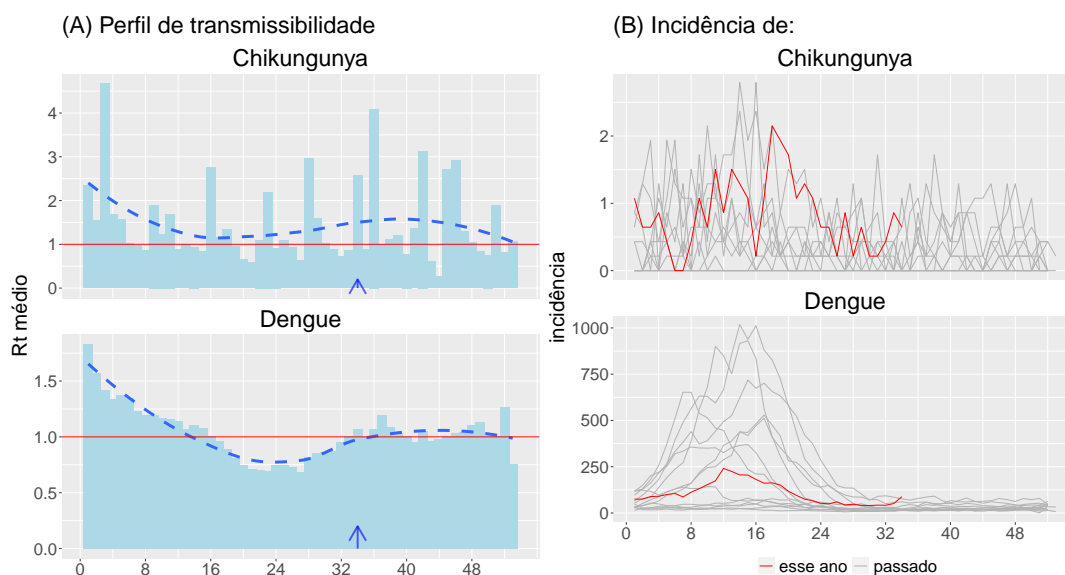 (A) Perfil de transmissibilidade
Chikungunya
4
3
2
1
0
Dengue
1.5
1.0
0.5
0.0
0 8 16 24 32 40 48
Rt médio
(B) Incidência de:
Chikungunya
2
1
0
Dengue
1000
750
500
250
0
0 8 16 24 32 40 48
incidência
esse ano passado